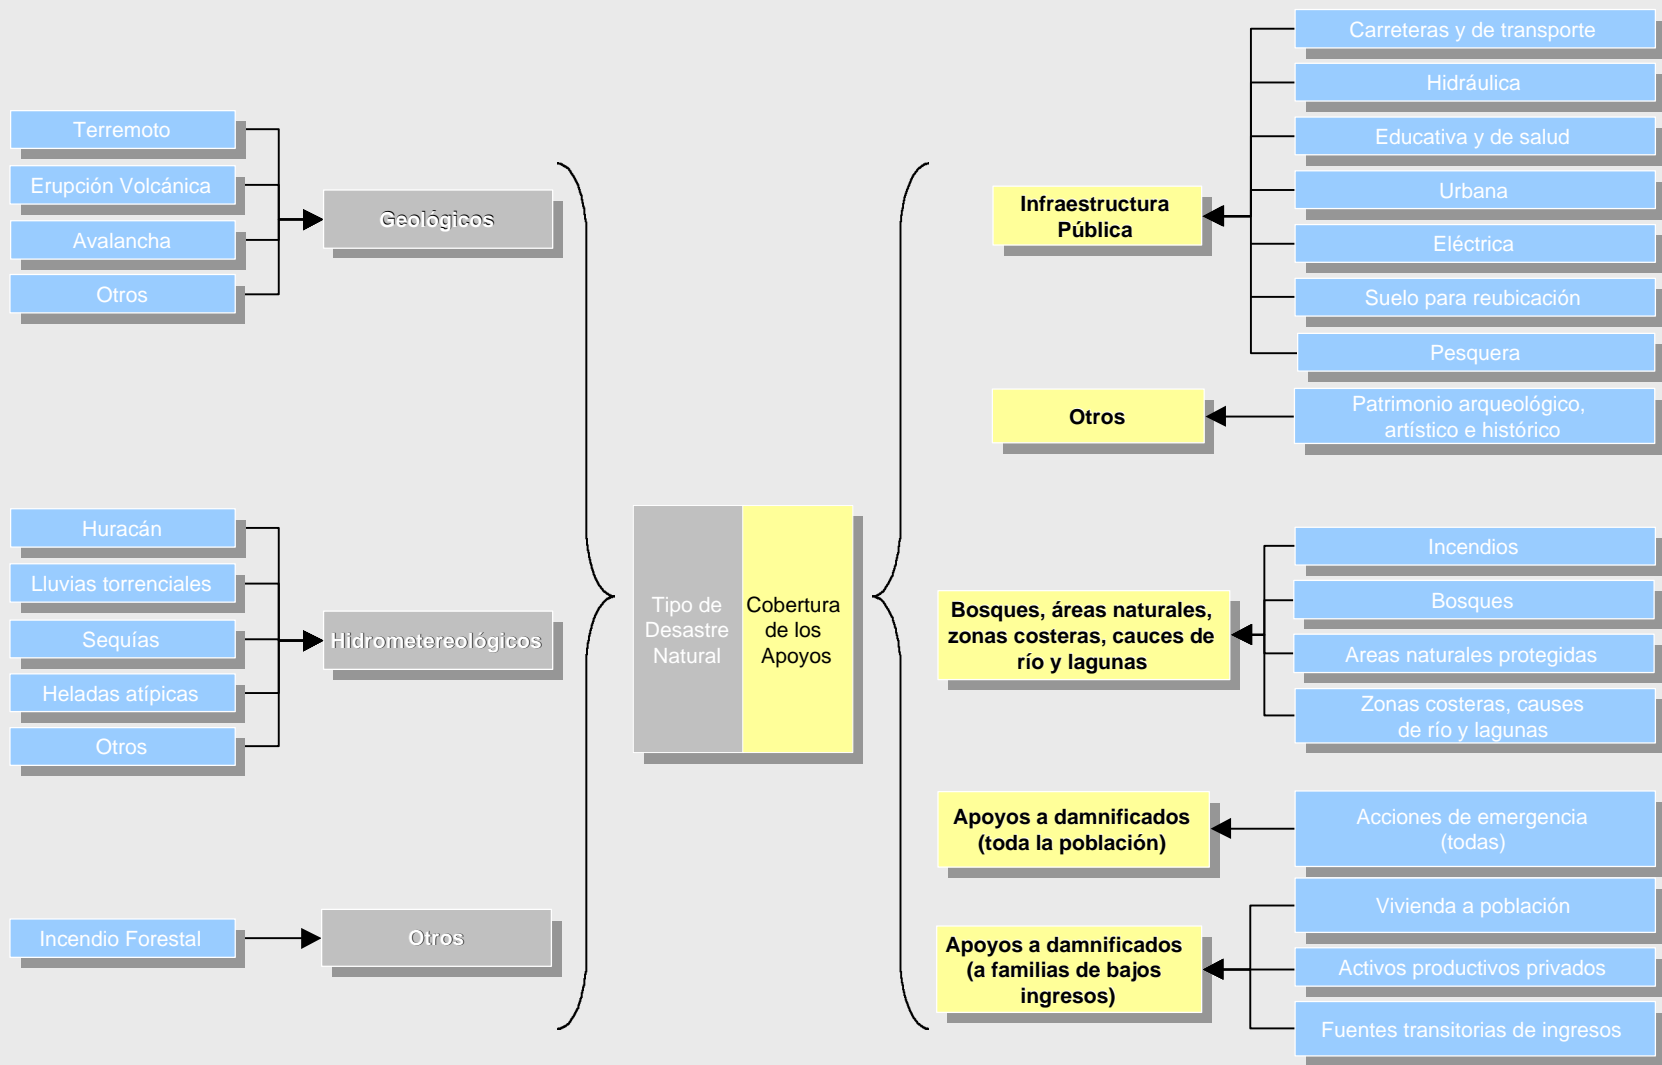 Terremoto
Erupción Volcánica
Avalancha
Otros
Geológicos
Huracán
Lluvias torrenciales
Sequías
Heladas atípicas
Otros
Hidrometereológicos
Incendio Forestal
Otros
Tipo de
Desastre
Natural
Cobertura
de los
Apoyos
Infraestructura
Pública
Carreteras y de transporte
Hidráulica
Educativa y de salud
Urbana
Eléctrica
Suelo para reubicación
Pesquera
Otros
Patrimonio arqueológico,
artístico e histórico
Bosques, áreas naturales,
zonas costeras, cauces de
río y lagunas
Incendios
Bosques
Areas naturales protegidas
Zonas costeras, causes
de río y lagunas
Apoyos a damnificados
(toda la población)
Acciones de emergencia
(todas)
Apoyos a damnificados
(a familias de bajos
ingresos)
Vivienda a población
Activos productivos privados
Fuentes transitorias de ingresos